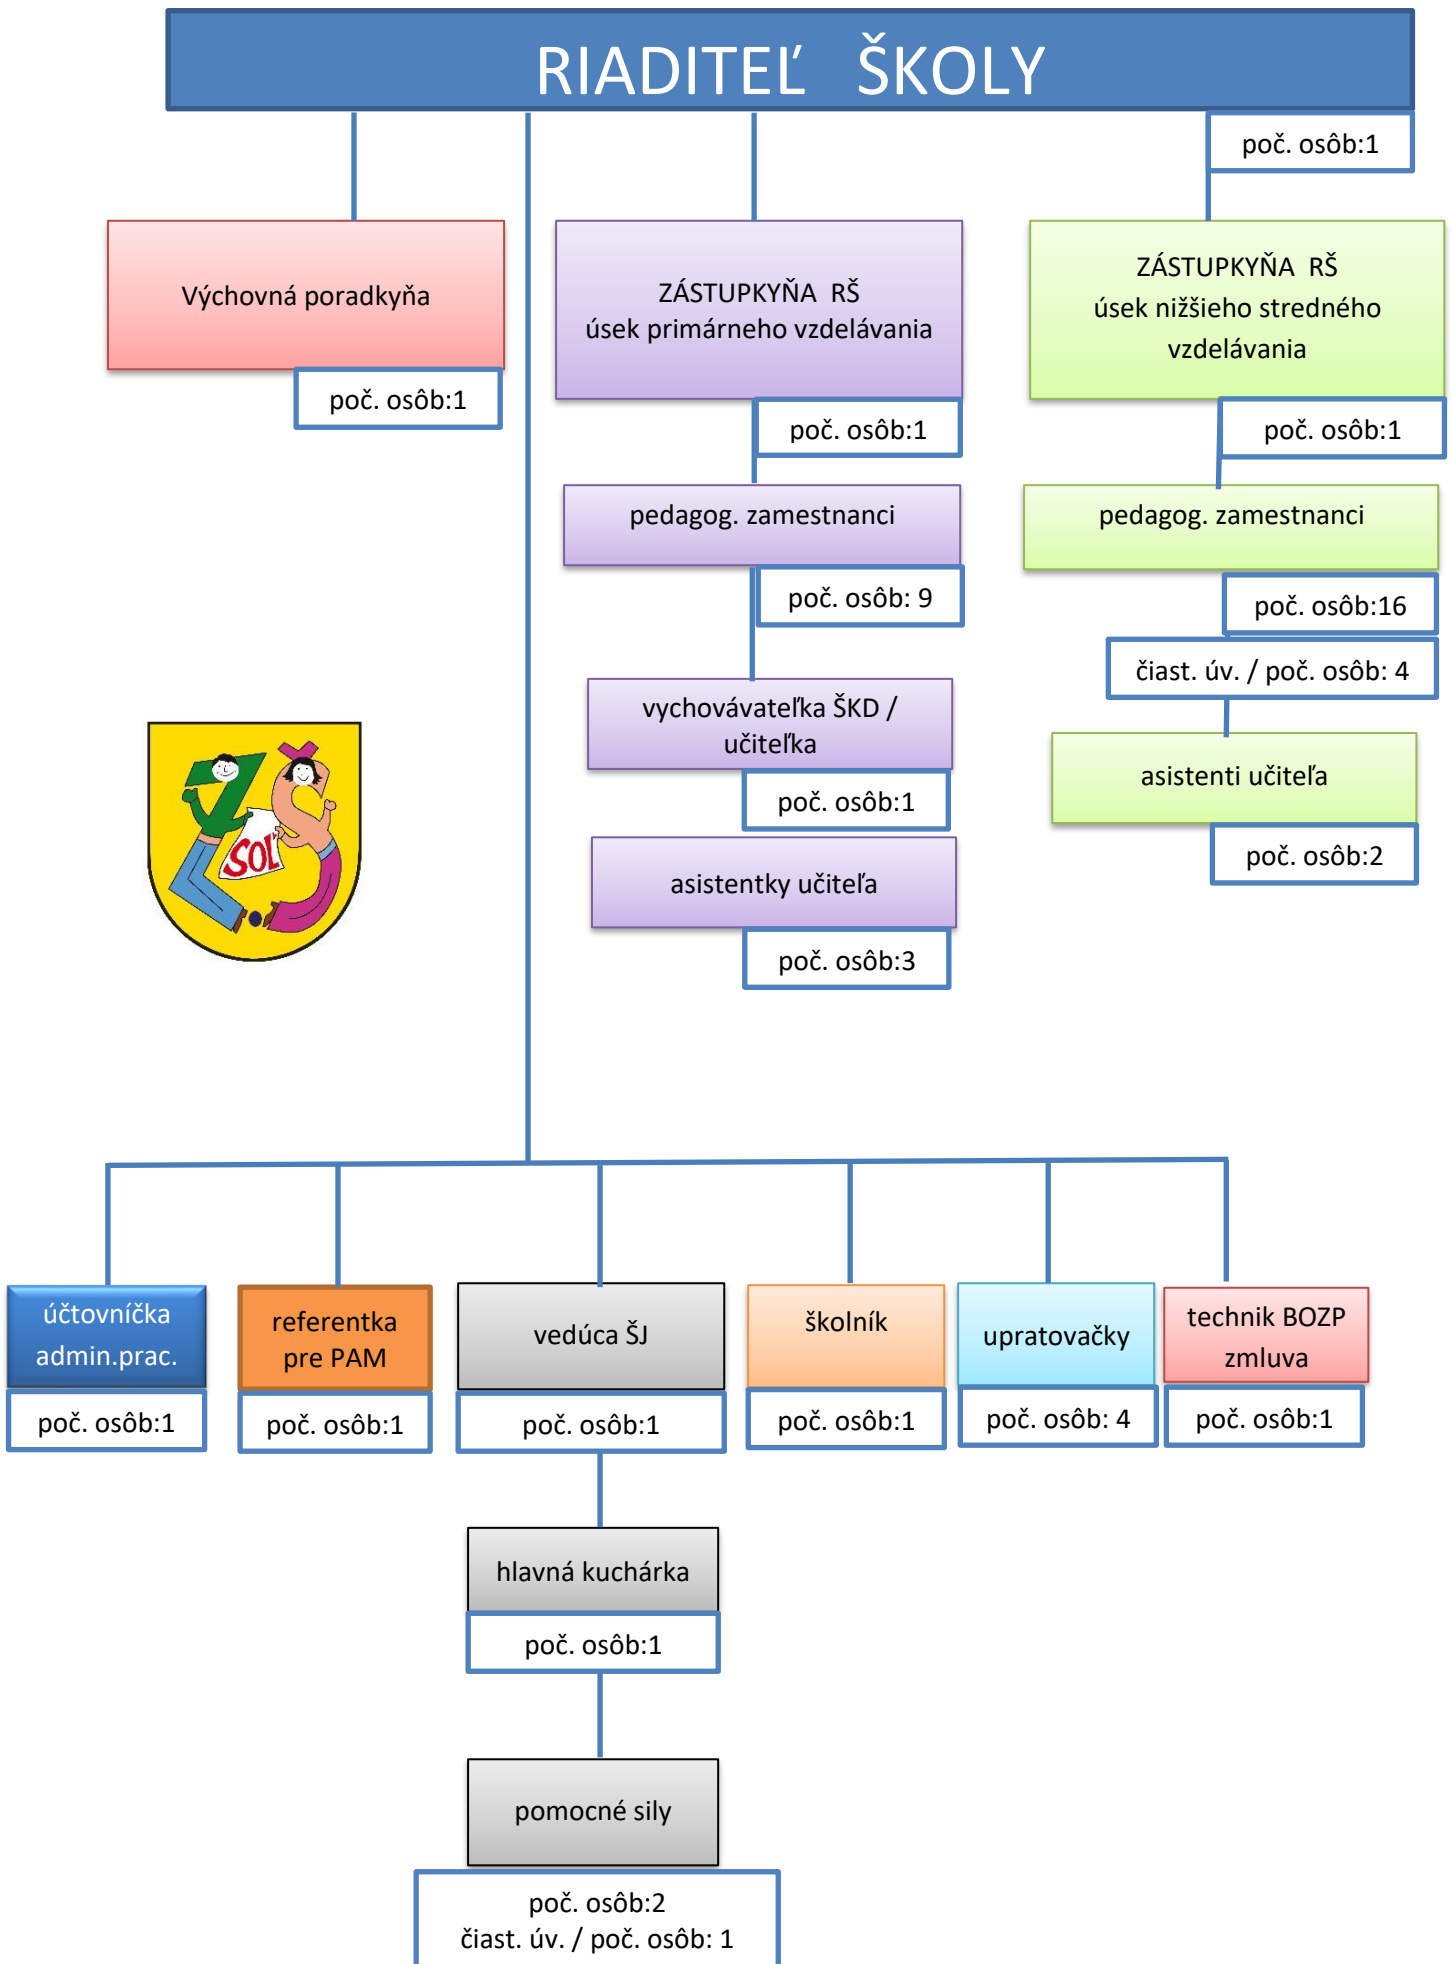 RIADITEĽ ŠKOLY
poč. osôb:1
Výchovná poradkyňa
poč. osôb:1
ZÁSTUPKYŇA RŠ
úsek primárneho vzdelávania
poč. osôb:1
pedagog. zamestnanci
poč. osôb: 9
vychovávateľka ŠKD /
učiteľka
poč. osôb:1
asistentky učiteľa
poč. osôb:3
ZÁSTUPKYŇA RŠ
úsek nižšieho stredného
vzdelávania
poč. osôb:1
pedagog. zamestnanci
poč. osôb:16
čiast. úv. / poč. osôb: 4
asistenti učiteľa
poč. osôb:2
ZŠ
SOĽ
účtovníčka
admin.prac.
poč. osôb:1
referentka
pre PAM
poč. osôb:1
vedúca ŠJ
poč. osôb:1
školník
poč. osôb:1
upratovačky
poč. osôb: 4
technik BOZP
zmluva
poč. osôb:1
hlavná kuchárka
poč. osôb:1
pomocné sily
poč. osôb:2
čiast. úv. / poč. osôb: 1